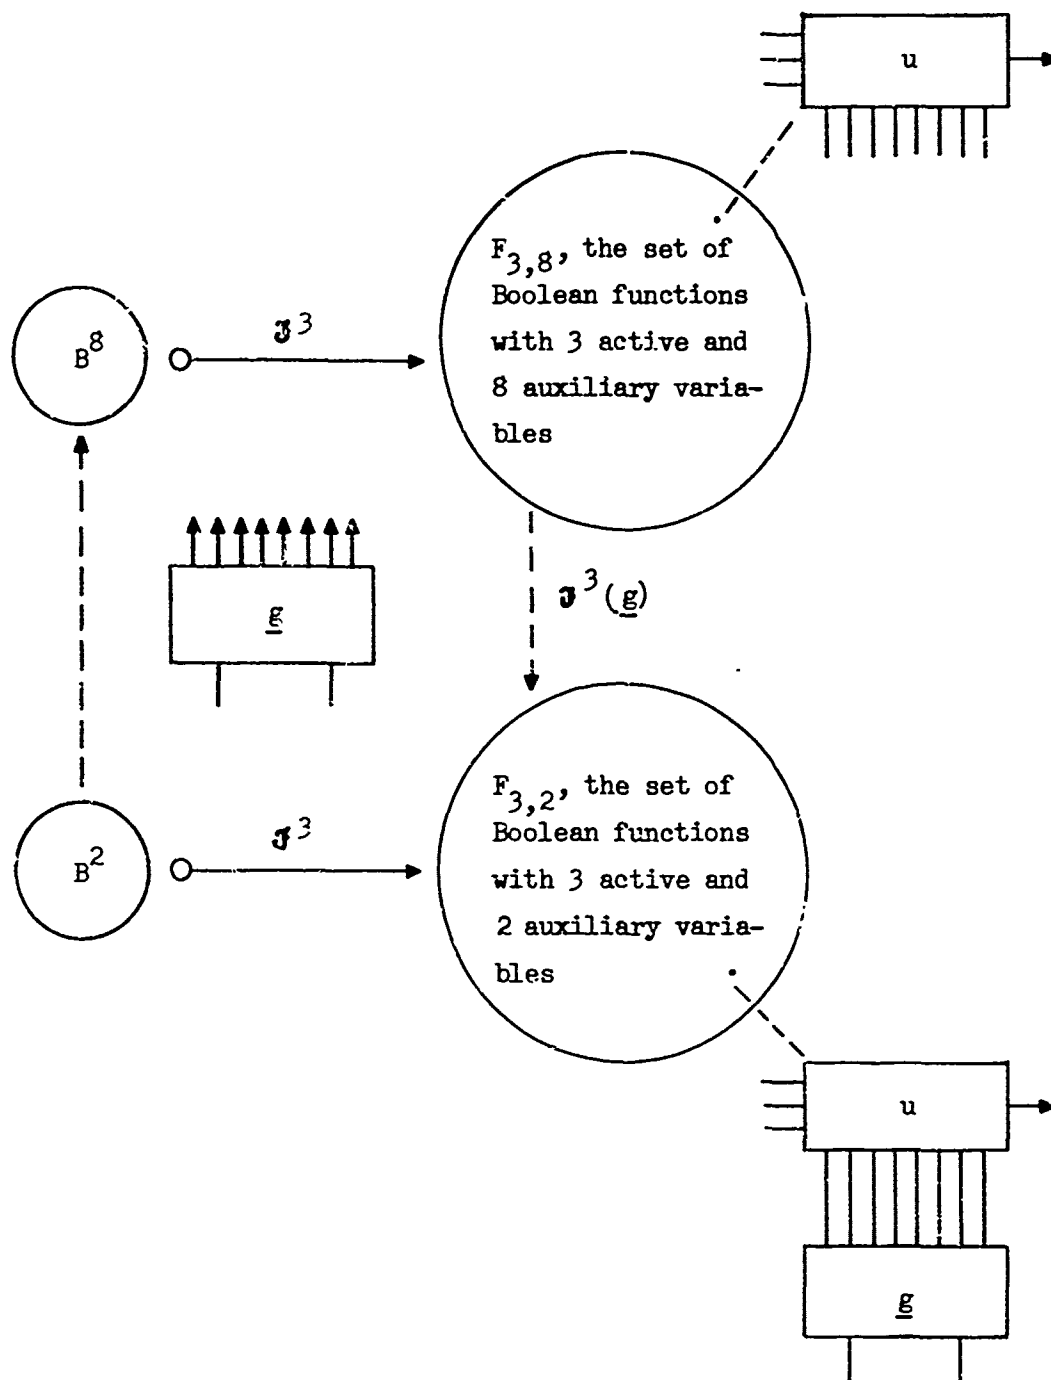 u
F₃,₈, the set of
Boolean functions
with 3 active and
8 auxiliary varia-
bles
B⁸
𝕵³
𝕵³(g)
g
F₃,₂, the set of
Boolean functions
with 3 active and
2 auxiliary varia-
bles
B²
𝕵³
u
g